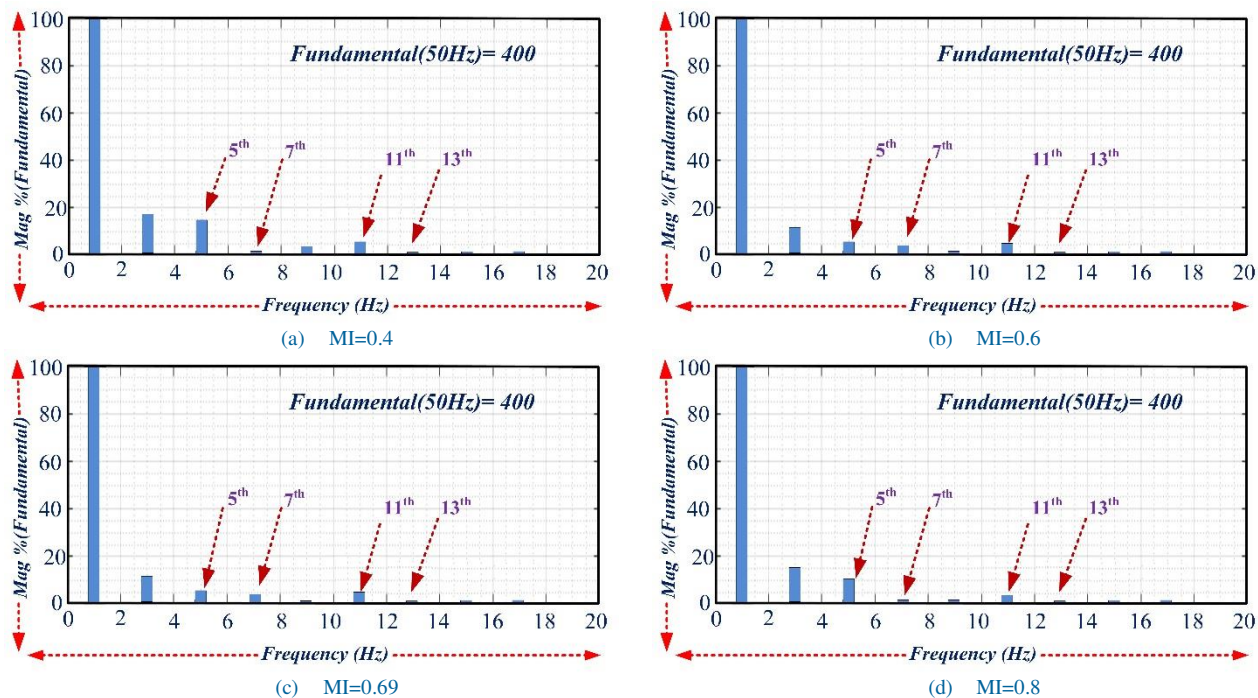 Mag %(Fundamental)
100
80
60
40
20
0
Fundamental(50Hz)= 400
5th
7th
11th
13th
0 2 4 6 8 10 12 14 16 18 20
Frequency (Hz)
(a) MI=0.4
Mag %(Fundamental)
100
80
60
40
20
0
Fundamental(50Hz)= 400
5th
7th
11th
13th
0 2 4 6 8 10 12 14 16 18 20
Frequency (Hz)
(b) MI=0.6
Mag %(Fundamental)
100
80
60
40
20
0
Fundamental(50Hz)= 400
5th
7th
11th
13th
0 2 4 6 8 10 12 14 16 18 20
Frequency (Hz)
(c) MI=0.69
Mag %(Fundamental)
100
80
60
40
20
0
Fundamental(50Hz)= 400
5th
7th
11th
13th
0 2 4 6 8 10 12 14 16 18 20
Frequency (Hz)
(d) MI=0.8